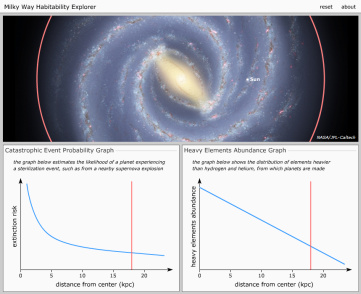 Milky Way Habitability Explorer
reset about
Sun
NASA/JPL-Caltech
Catastrophic Event Probability Graph
the graph below estimates the likelihood of a planet experiencing
a sterilization event, such as from a nearby supernova explosion
extinction risk
0 5 10 15 20
distance from center (kpc)
Heavy Elements Abundance Graph
the graph below shows the distribution of elements heavier
than hydrogen and helium, from which planets are made
heavy elements abundance
0 5 10 15 20
distance from center (kpc)